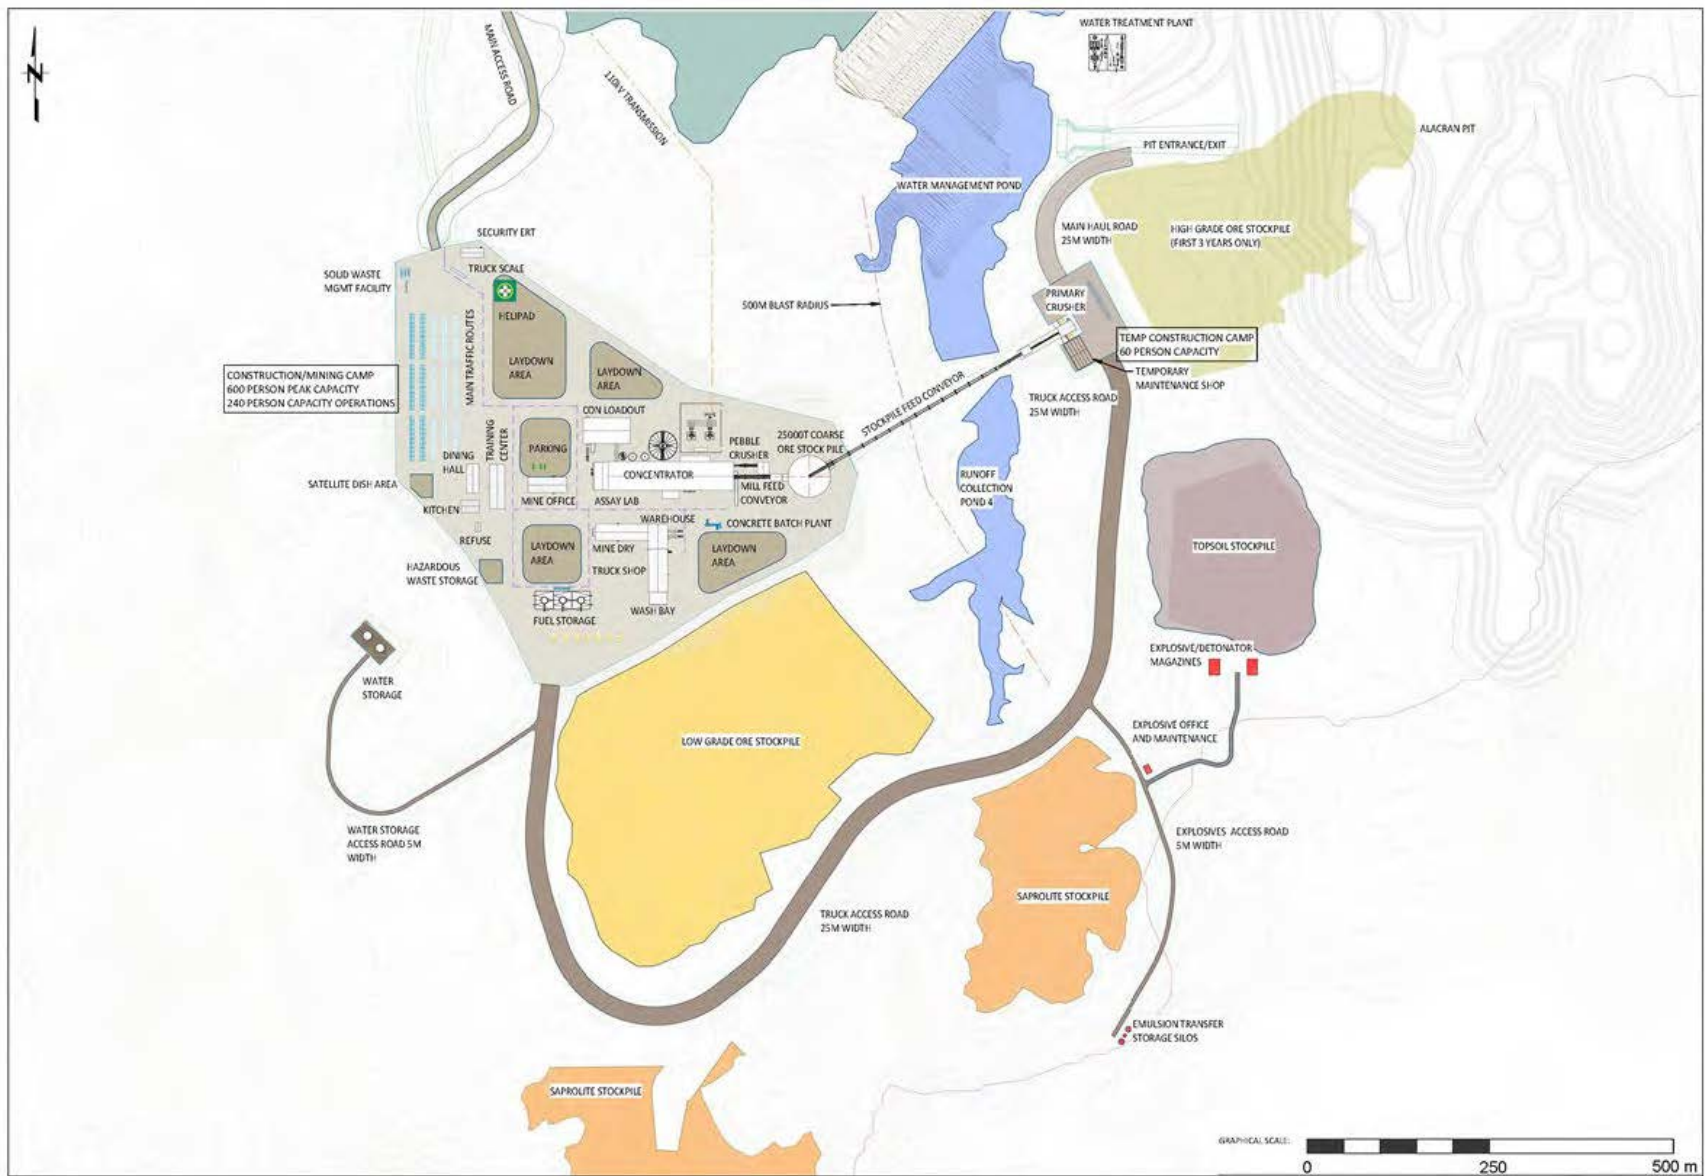 WATER TREATMENT PLANT
MAIN ACCESS ROAD
110kV TRANSMISSION
N
ALACRAN PIT
PIT ENTRANCE/EXIT
WATER MANAGEMENT POND
MAIN HAUL ROAD
25M WIDTH
HIGH GRADE ORE STOCKPILE
(FIRST 3 YEARS ONLY)
SECURITY ERT
TRUCK SCALE
SOLID WASTE
MGMT FACILITY
HELIPAD
500M BLAST RADIUS
PRIMARY
CRUSHER
TEMP CONSTRUCTION CAMP
60 PERSON CAPACITY
TEMPORARY
MAINTENANCE SHOP
MAIN TRAFFIC ROUTES
LAYDOWN
AREA
LAYDOWN
AREA
CONSTRUCTION/MINING CAMP
600 PERSON PEAK CAPACITY
240 PERSON CAPACITY OPERATIONS
STOCKPILE FEED CONVEYOR
TRUCK ACCESS ROAD
25M WIDTH
CON LOADOUT
TRAINING
CENTER
PARKING
PEBBLE
CRUSHER
25000T COARSE
ORE STOCK PILE
DINING
HALL
CONCENTRATOR
MILL FEED
CONVEYOR
SATELLITE DISH AREA
MINE OFFICE
ASSAY LAB
RUNOFF
COLLECTION
POND 4
KITCHEN
WAREHOUSE
CONCRETE BATCH PLANT
REFUSE
LAYDOWN
AREA
MINE DRY
LAYDOWN
AREA
TOPSOIL STOCKPILE
HAZARDOUS
WASTE STORAGE
TRUCK SHOP
WASH BAY
FUEL STORAGE
EXPLOSIVE/DETONATOR
MAGAZINES
WATER
STORAGE
EXPLOSIVE OFFICE
AND MAINTENANCE
LOW GRADE ORE STOCKPILE
WATER STORAGE
ACCESS ROAD 5M
WIDTH
EXPLOSIVES ACCESS ROAD
5M WIDTH
SAPROLITE STOCKPILE
TRUCK ACCESS ROAD
25M WIDTH
EMULSION TRANSFER
STORAGE SILOS
SAPROLITE STOCKPILE
GRAPHICAL SCALE:
0 250 500 m